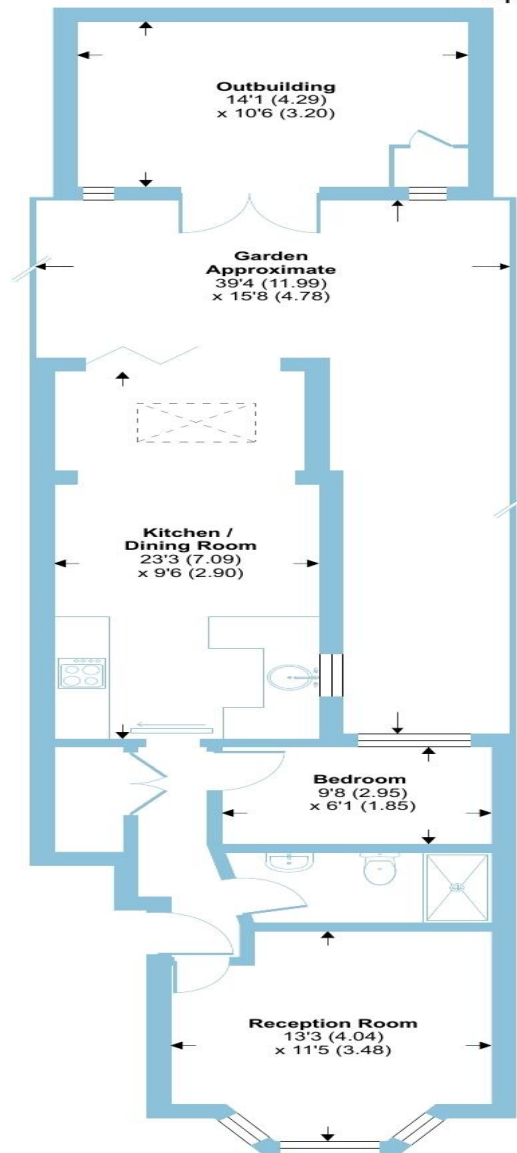 Outbuilding
14'1 (4.29)
x 10'6 (3.20)
Garden
Approximate
39'4 (11.99)
x 15'8 (4.78)
Kitchen /
Dining Room
23'3 (7.09)
x 9'6 (2.90)
Bedroom
9'8 (2.95)
x 6'1 (1.85)
Reception Room
13'3 (4.04)
x 11'5 (3.48)